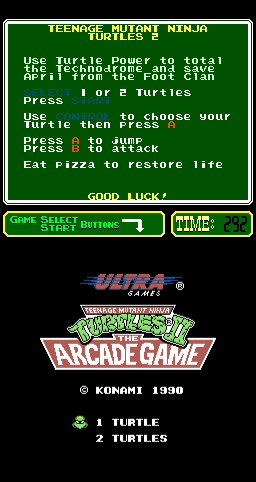 TEENAGE MUTANT NINJA
TURTLES 2
Use Turtle Power to total
the Technodrome and save
April from the Foot Clan
SELECT 1 or 2 Turtles
Press START
Use CONTROL to choose your
Turtle then press A
Press A to jump
Press B to attack
Eat pizza to restore life
GOOD LUCK!
GAME SELECT
START BUTTONS
TIME: 292
ULTRA®
GAMES
TEENAGE MUTANT NINJA
TURTLES II
THE
ARCADE GAME
© KONAMI 1990
1 TURTLE
2 TURTLES